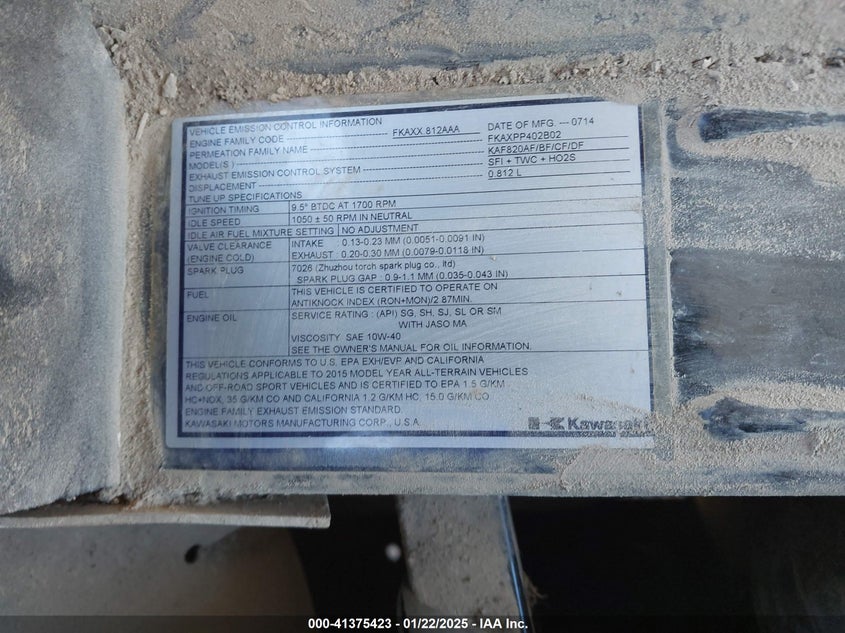 VEHICLE EMISSION CONTROL INFORMATION
DATE OF MFG. --- 0714
ENGINE FAMILY CODE FKAXX.812AAA
PERMEATION FAMILY NAME FKAXPP402B02
MODEL(S) KAF820AF/BF/CF/DF
EXHAUST EMISSION CONTROL SYSTEM SFI + TWC + HO2S
DISPLACEMENT 0.812 L
TUNE UP SPECIFICATIONS
IGNITION TIMING 9.5° BTDC AT 1700 RPM
IDLE SPEED 1050 ± 50 RPM IN NEUTRAL
IDLE AIR FUEL MIXTURE SETTING NO ADJUSTMENT
VALVE CLEARANCE INTAKE : 0.13-0.23 MM (0.0051-0.0091 IN)
(ENGINE COLD) EXHAUST : 0.20-0.30 MM (0.0079-0.0118 IN)
SPARK PLUG 7026 (Zhuzhou torch spark plug co., ltd)
SPARK PLUG GAP : 0.9-1.1 MM (0.035-0.043 IN)
FUEL THIS VEHICLE IS CERTIFIED TO OPERATE ON
ANTIKNOCK INDEX (RON+MON)/2 87MIN.
ENGINE OIL SERVICE RATING : (API) SG, SH, SJ, SL OR SM
WITH JASO MA
VISCOSITY SAE 10W-40
SEE THE OWNER'S MANUAL FOR OIL INFORMATION.
THIS VEHICLE CONFORMS TO U.S. EPA EXH/EVP AND CALIFORNIA
REGULATIONS APPLICABLE TO 2015 MODEL YEAR ALL-TERRAIN VEHICLES
AND OFF-ROAD SPORT VEHICLES AND IS CERTIFIED TO EPA 1.5 G/KM
HC+NOX, 35 G/KM CO AND CALIFORNIA 1.2 G/KM HC, 15.0 G/KM CO
ENGINE FAMILY EXHAUST EMISSION STANDARD.
KAWASAKI MOTORS MANUFACTURING CORP., U.S.A.
Kawasaki
000-41375423 - 01/22/2025 - IAA Inc.